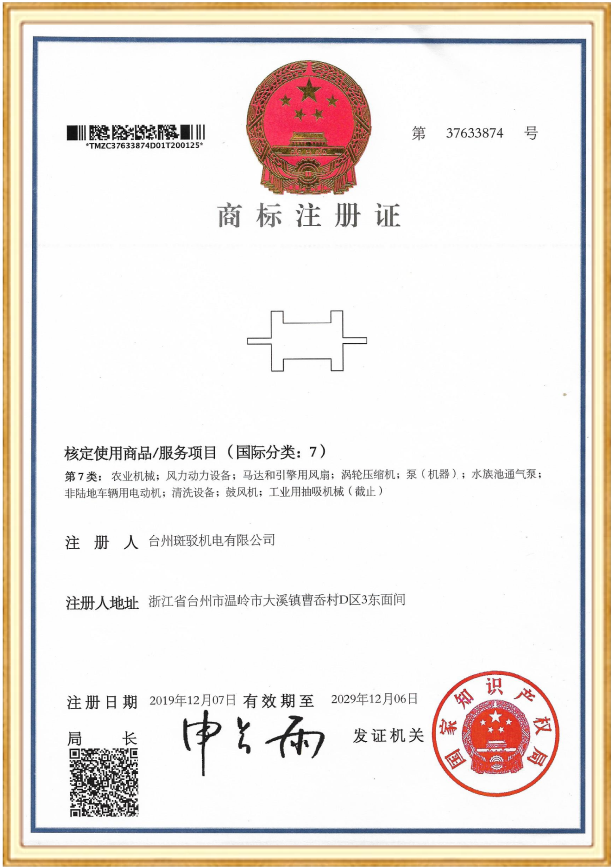 *TMZC37633874D01T200125*
第 37633874 号
商标注册证
核定使用商品/服务项目（国际分类：7）
第7类：农业机械；风力动力设备；马达和引擎用风扇；涡轮压缩机；泵（机器）；水族池通气泵；
非陆地车辆用电动机；清洗设备；鼓风机；工业用抽吸机械（截止）
注 册 人 台州斑驳机电有限公司
注册人地址 浙江省台州市温岭市大溪镇曹岙村D区3东面间
注册日期 2019年12月07日 有效期至 2029年12月06日
局 长 申长雨 发证机关
国家知识产权局